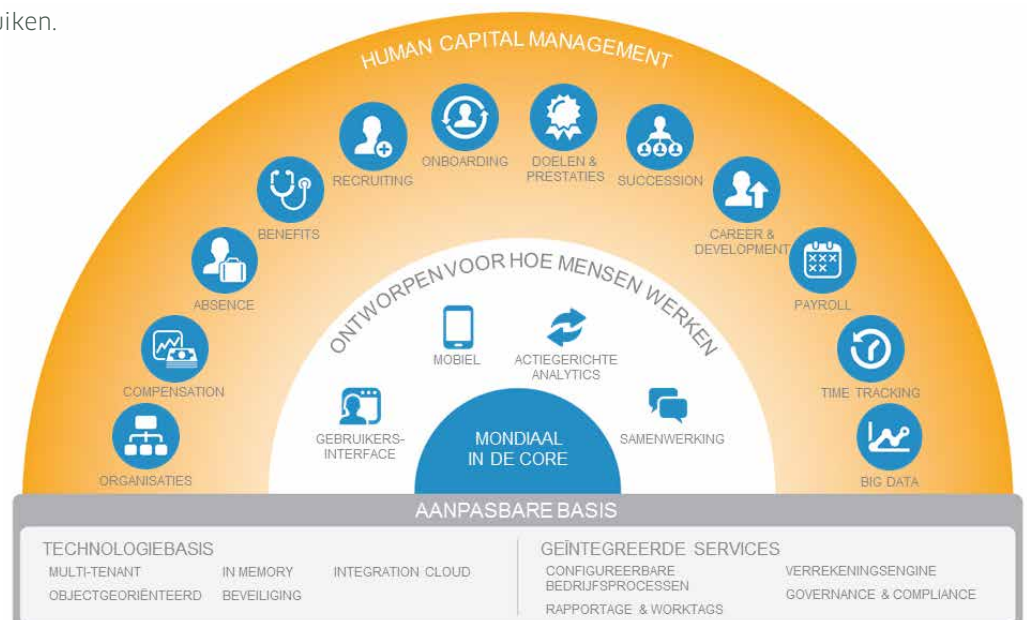 uiken.
HUMAN CAPITAL MANAGEMENT
ORGANISATIES
COMPENSATION
ABSENCE
BENEFITS
RECRUITING
ONBOARDING
DOELEN &
PRESTATIES
SUCCESSION
CAREER &
DEVELOPMENT
PAYROLL
TIME TRACKING
BIG DATA
ONTWORPEN VOOR HOE MENSEN WERKEN
GEBRUIKERS-
INTERFACE
MOBIEL
ACTIEGERICHTE
ANALYTICS
SAMENWERKING
MONDIAAL
IN DE CORE
AANPASBARE BASIS
TECHNOLOGIEBASIS
MULTI-TENANT
IN MEMORY
INTEGRATION CLOUD
OBJECTGEORIËNTEERD
BEVEILIGING
GEÏNTEGREERDE SERVICES
CONFIGUREERBARE
BEDRIJFSPROCESSEN
RAPPORTAGE & WORKTAGS
VERREKENINGSENGINE
GOVERNANCE & COMPLIANCE